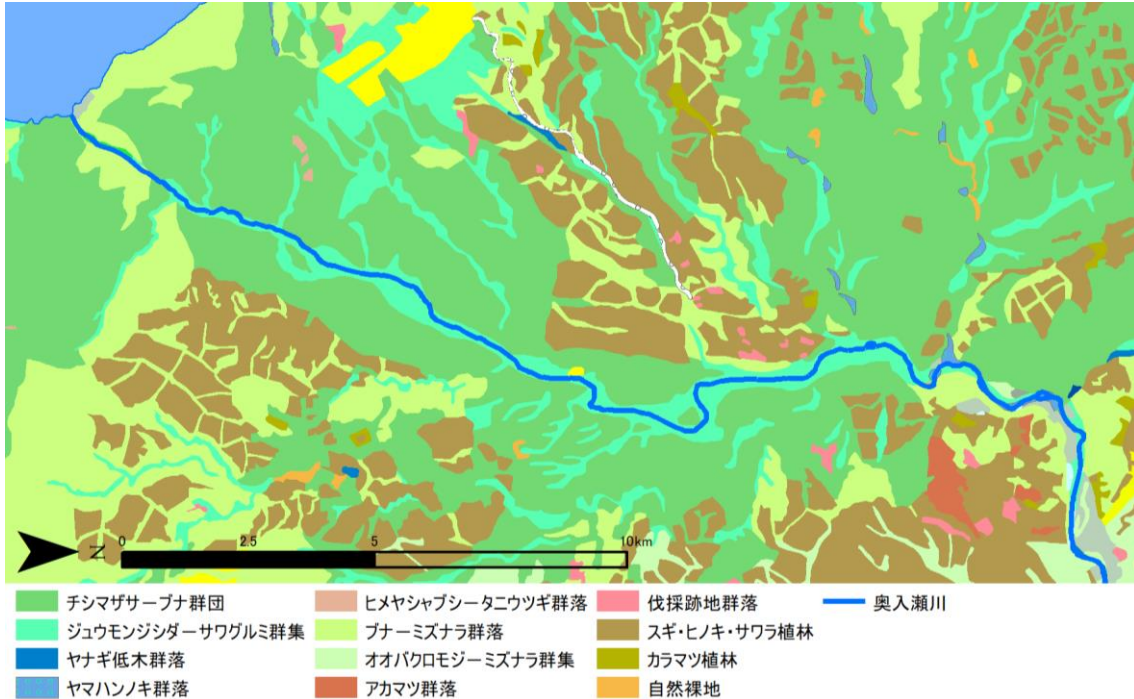 N
0 2.5 5 10km
チシマザサーブナ群団
ジュウモンジシダーサワグルミ群集
ヤナギ低木群落
ヤマハンノキ群落
ヒメヤシャブシータニウツギ群落
ブナーミズナラ群落
オオバクロモジーミズナラ群集
アカマツ群落
伐採跡地群落
スギ・ヒノキ・サワラ植林
カラマツ植林
自然裸地
奥入瀬川